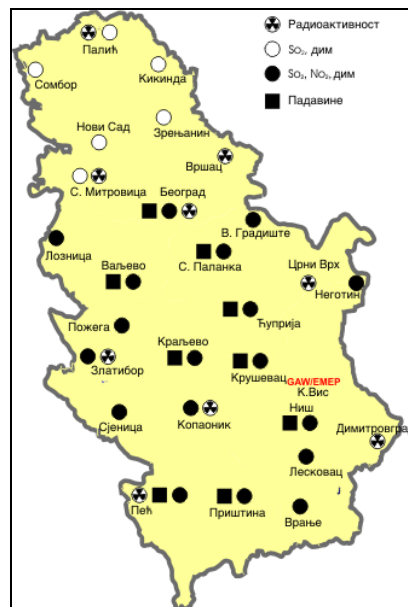 Радиоактивност
So₂, дим
So₂, No₂, дим
Падавине
Палић
Сомбор
Кикинда
Нови Сад
Зрењанин
Вршац
С. Митровица
Београд
В. Градиште
Лозница
С. Паланка
Ваљево
Црни Врх
Неготин
Ћуприја
Пожега
Краљево
Златибор
Крушевац
GAW/EMEP
К.Вис
Сјеница
Копаоник
Ниш
Димитровгра
Лесковац
Пећ
Приштина
Врање